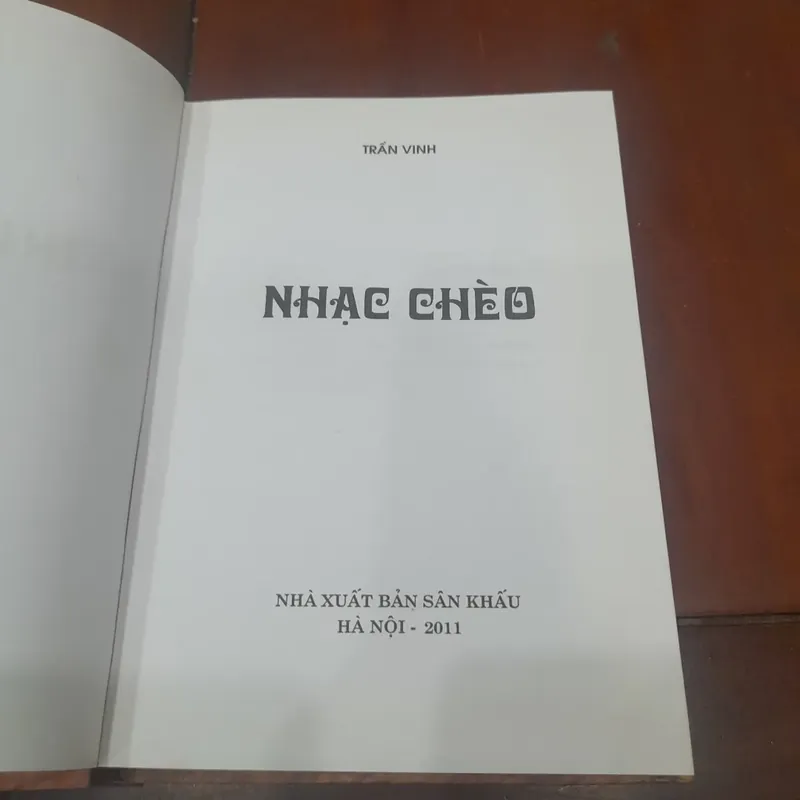 TRẦN VINH
NHẠC CHÈO
NHÀ XUẤT BẢN SÂN KHẤU
HÀ NỘI - 2011